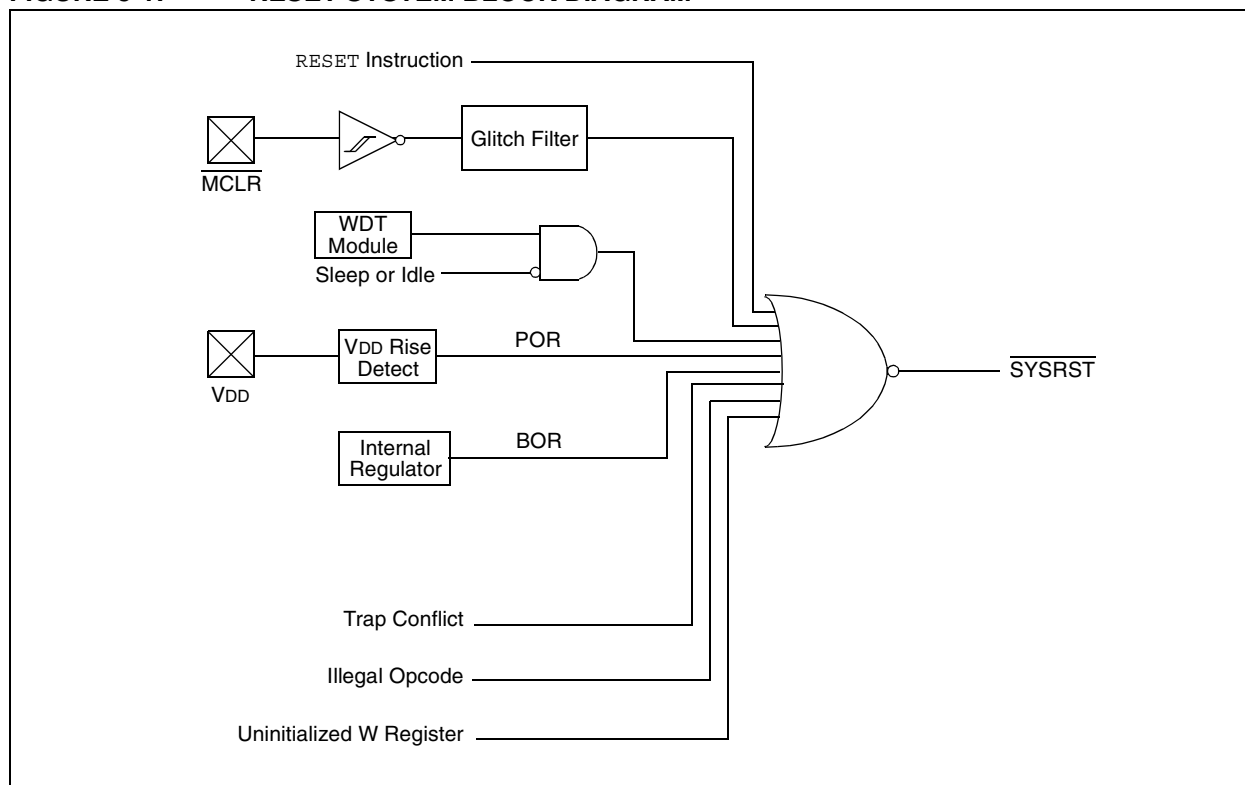 RESET Instruction
Glitch Filter
MCLR
WDT
Module
Sleep or Idle
VDD Rise
Detect
POR
VDD
SYSRST
Internal
Regulator
BOR
Trap Conflict
Illegal Opcode
Uninitialized W Register